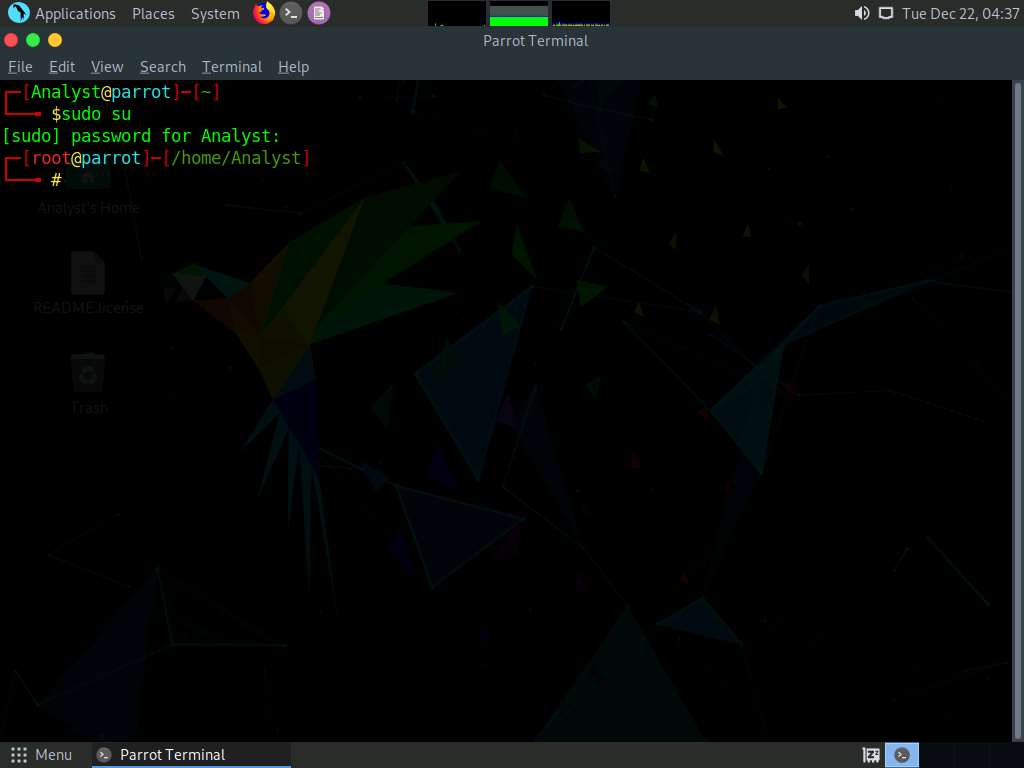 Applications Places System Tue Dec 22, 04:37
Parrot Terminal
File Edit View Search Terminal Help
┌─[Analyst@parrot]─[~]
└──╼ $sudo su
[sudo] password for Analyst:
┌─[root@parrot]─[/home/Analyst]
└──╼ #
Analyst's Home
README.license
Trash
Menu Parrot Terminal